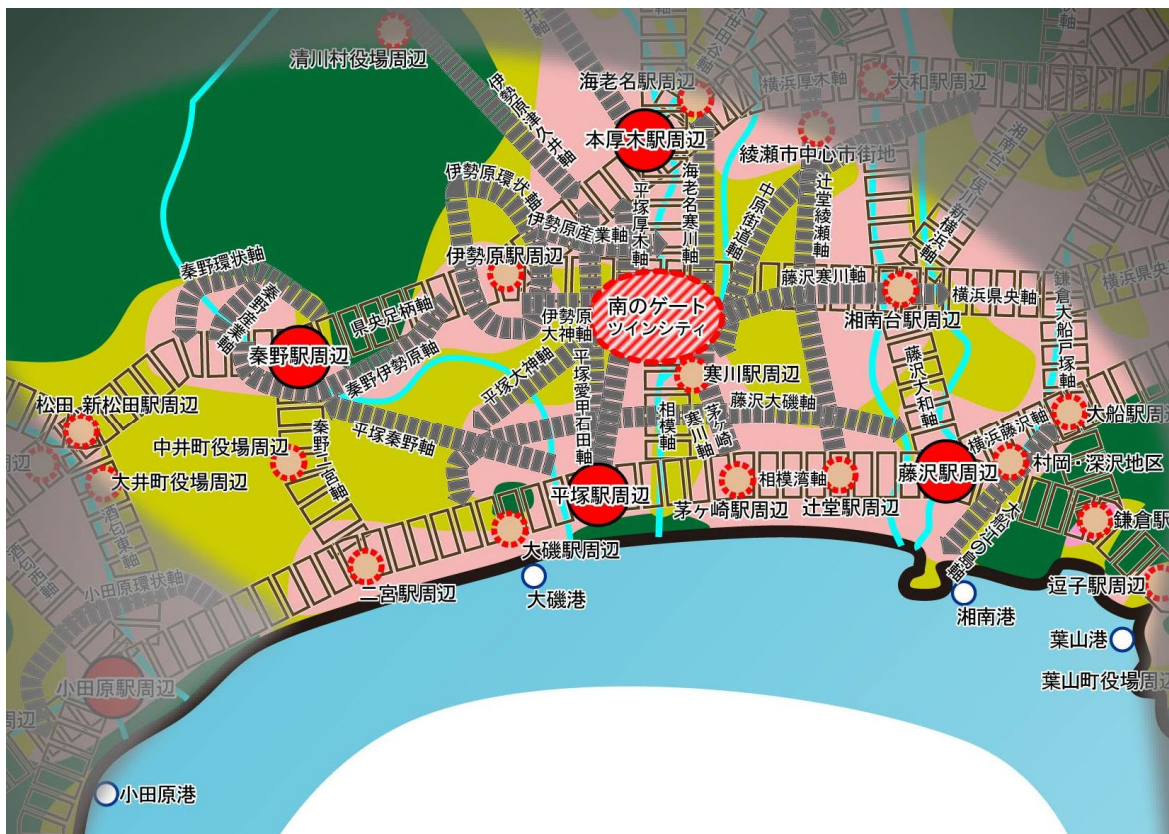 清川村役場周辺
海老名駅周辺
横浜厚木軸
大和駅周辺
伊勢原津久井軸
本厚木駅周辺
綾瀬市中心市街地
伊勢原環状軸
平塚厚木軸
海老名寒川軸
中原街道軸
辻堂綾瀬軸
伊勢原産業軸
秦野環状軸
伊勢原駅周辺
藤沢寒川軸
横浜県央軸
鎌倉大船戸塚軸
横浜県央軸
秦野産業軸
県央足柄軸
伊勢原
大神軸
南のゲート
ツインシティ
湘南台駅周辺
秦野駅周辺
秦野伊勢原軸
平塚大神軸
平塚愛甲石田軸
寒川駅周辺
藤沢大和軸
松田、新松田駅周辺
平塚秦野軸
相模軸
茅ヶ崎
寒川軸
藤沢大磯軸
横浜藤沢軸
大船駅周
中井町役場周辺
秦野二宮軸
村岡・深沢地区
周辺
大井町役場周辺
平塚駅周辺
茅ケ崎駅周辺
相模湾軸
辻堂駅周辺
藤沢駅周辺
酒匂東軸
酒匂西軸
大磯駅周辺
大船江の島軸
鎌倉駅
小田原環状軸
二宮駅周辺
大磯港
湘南港
逗子駅周辺
葉山港
葉山町役場周辺
小田原駅周辺
周辺
小田原港